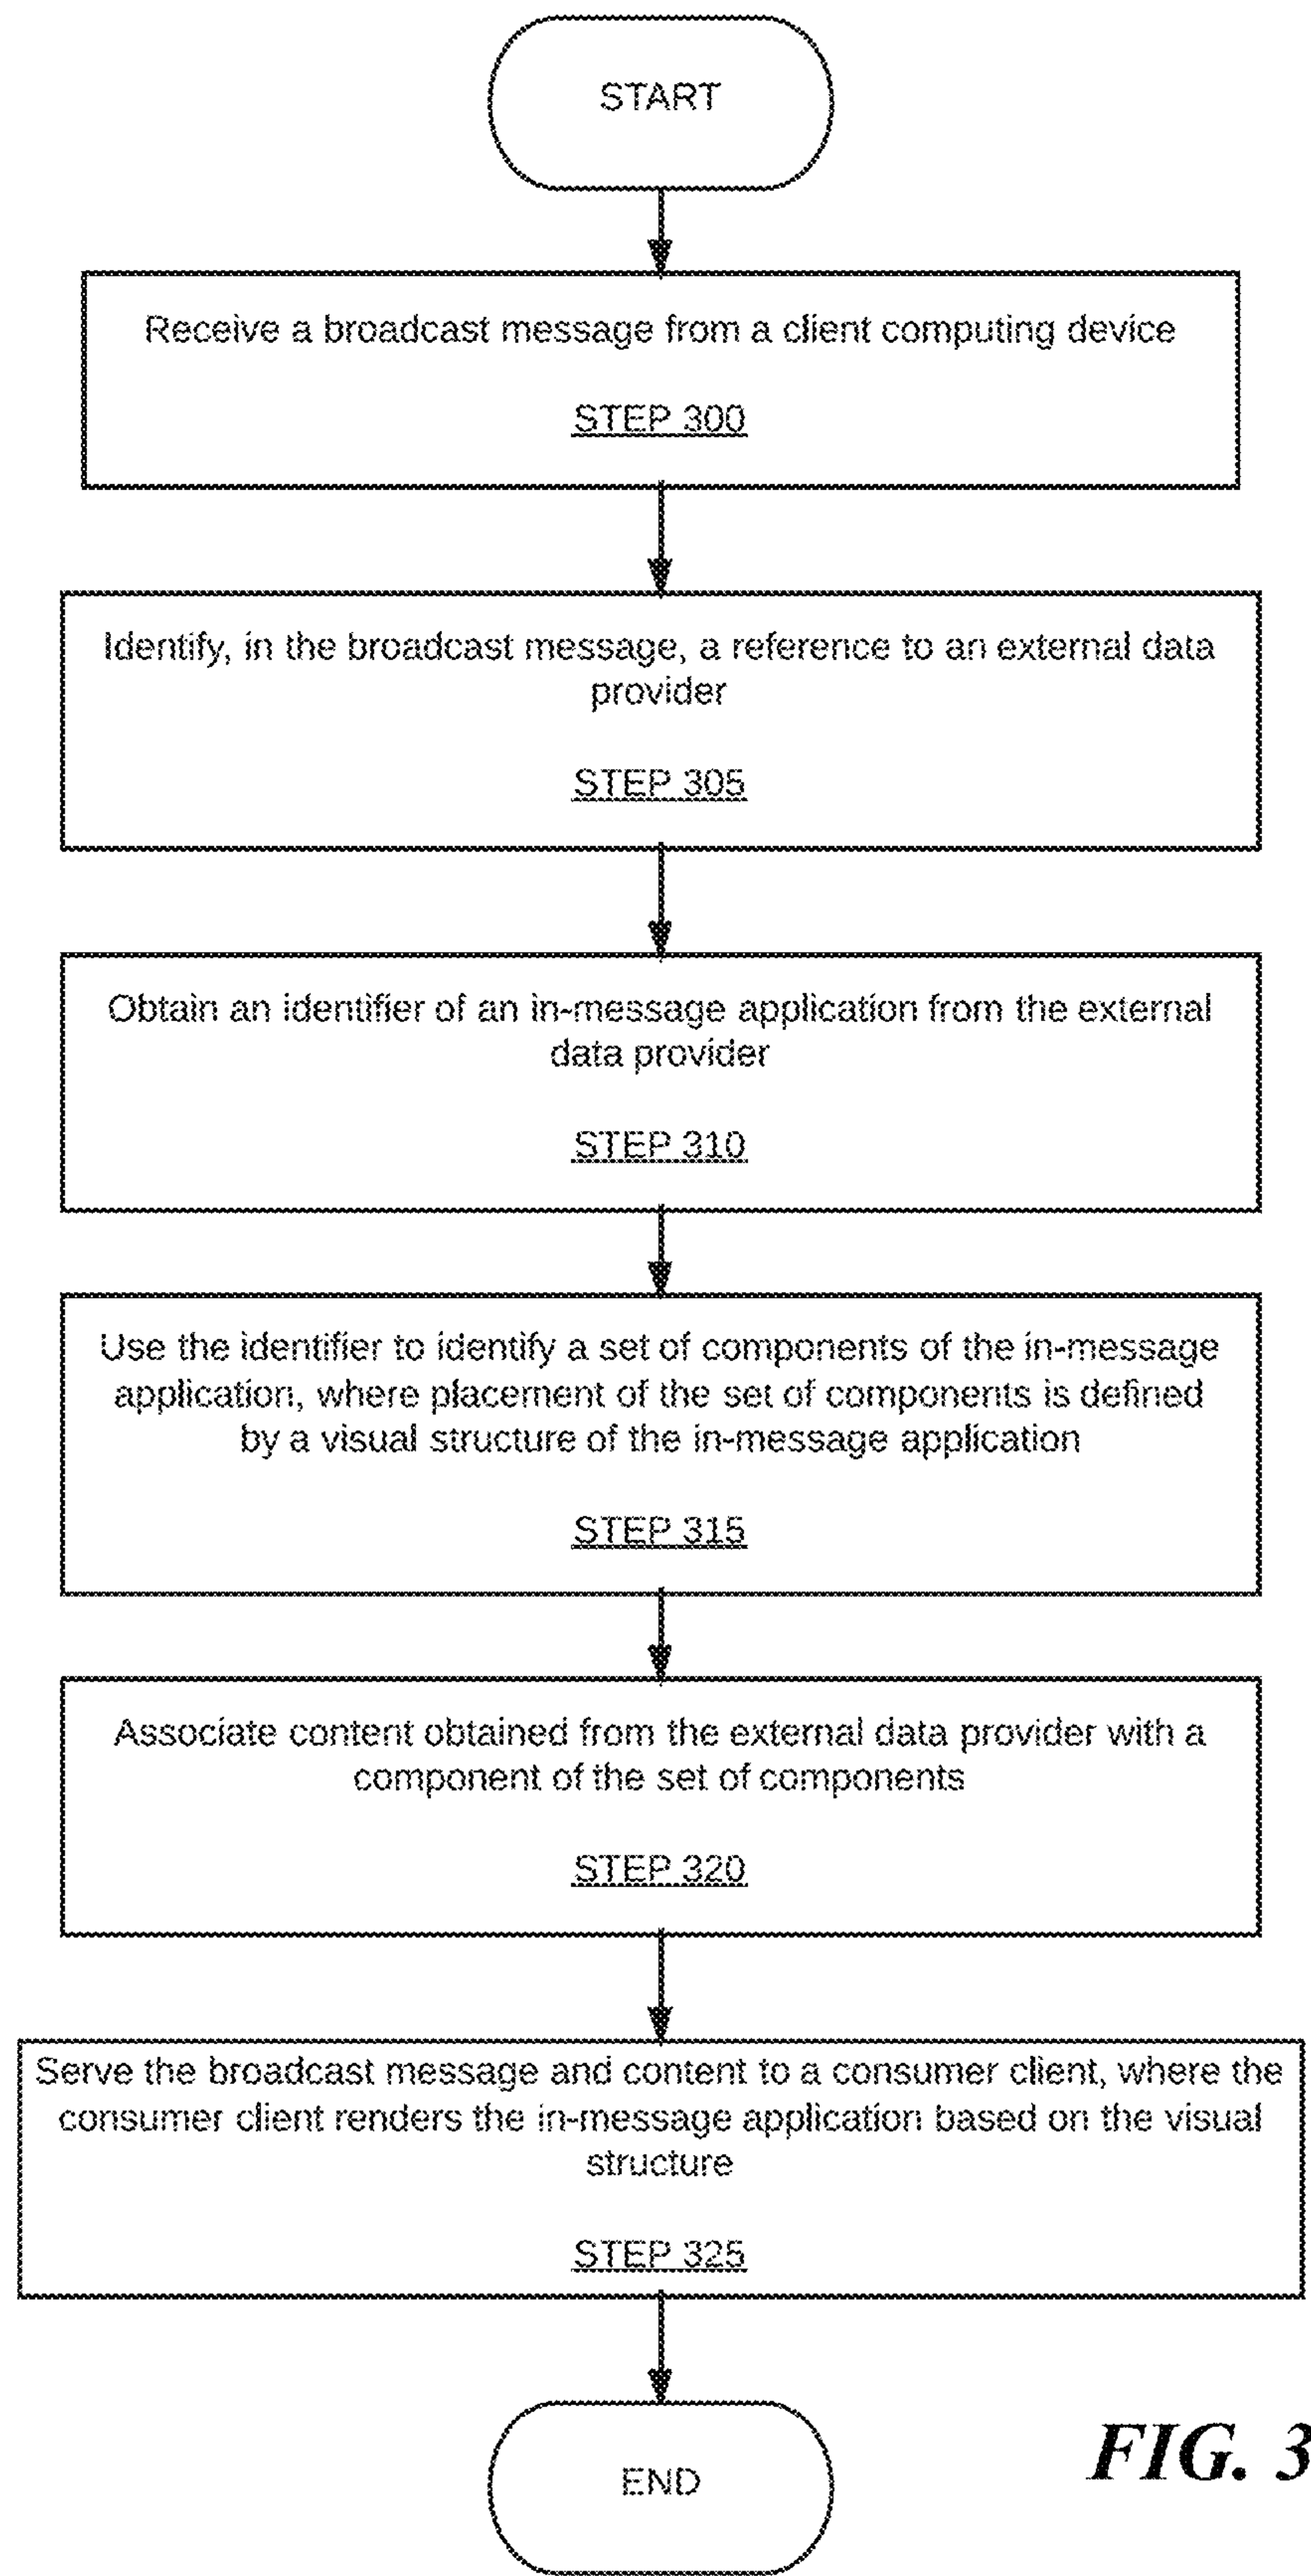 START
Receive a broadcast message from a client computing device
STEP 300
Identify, in the broadcast message, a reference to an external data
provider
STEP 305
Obtain an identifier of an in-message application from the external
data provider
STEP 310
Use the identifier to identify a set of components of the in-message
application, where placement of the set of components is defined
by a visual structure of the in-message application
STEP 315
Associate content obtained from the external data provider with a
component of the set of components
STEP 320
Serve the broadcast message and content to a consumer client, where the
consumer client renders the in-message application based on the visual
structure
STEP 325
END
FIG. 3